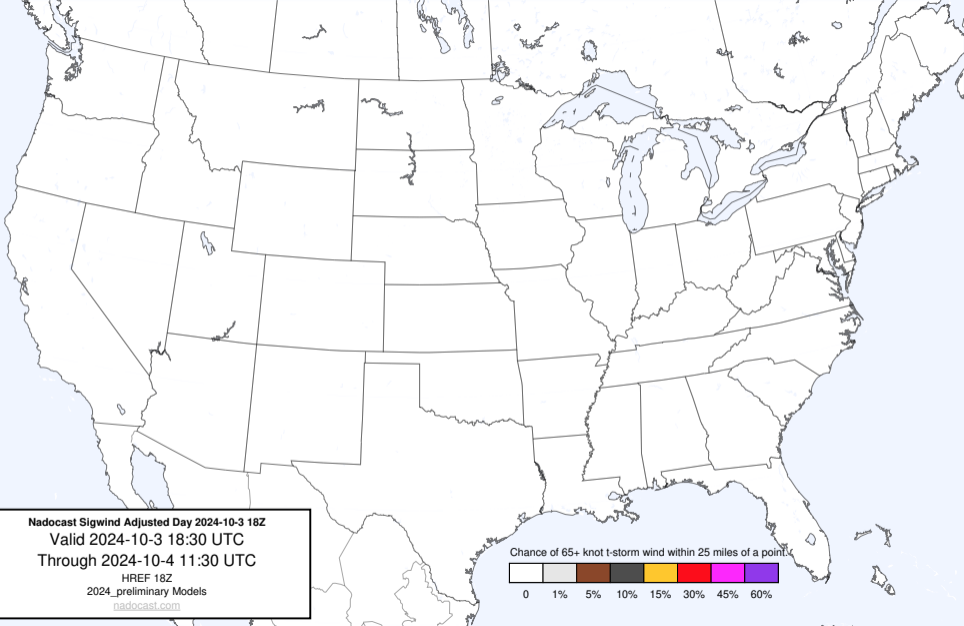 Nadocast Sigwind Adjusted Day 2024-10-3 18Z
Valid 2024-10-3 18:30 UTC
Through 2024-10-4 11:30 UTC
HREF 18Z
2024_preliminary Models
nadocast.com
Chance of 65+ knot t-storm wind within 25 miles of a point.
0 1% 5% 10% 15% 30% 45% 60%